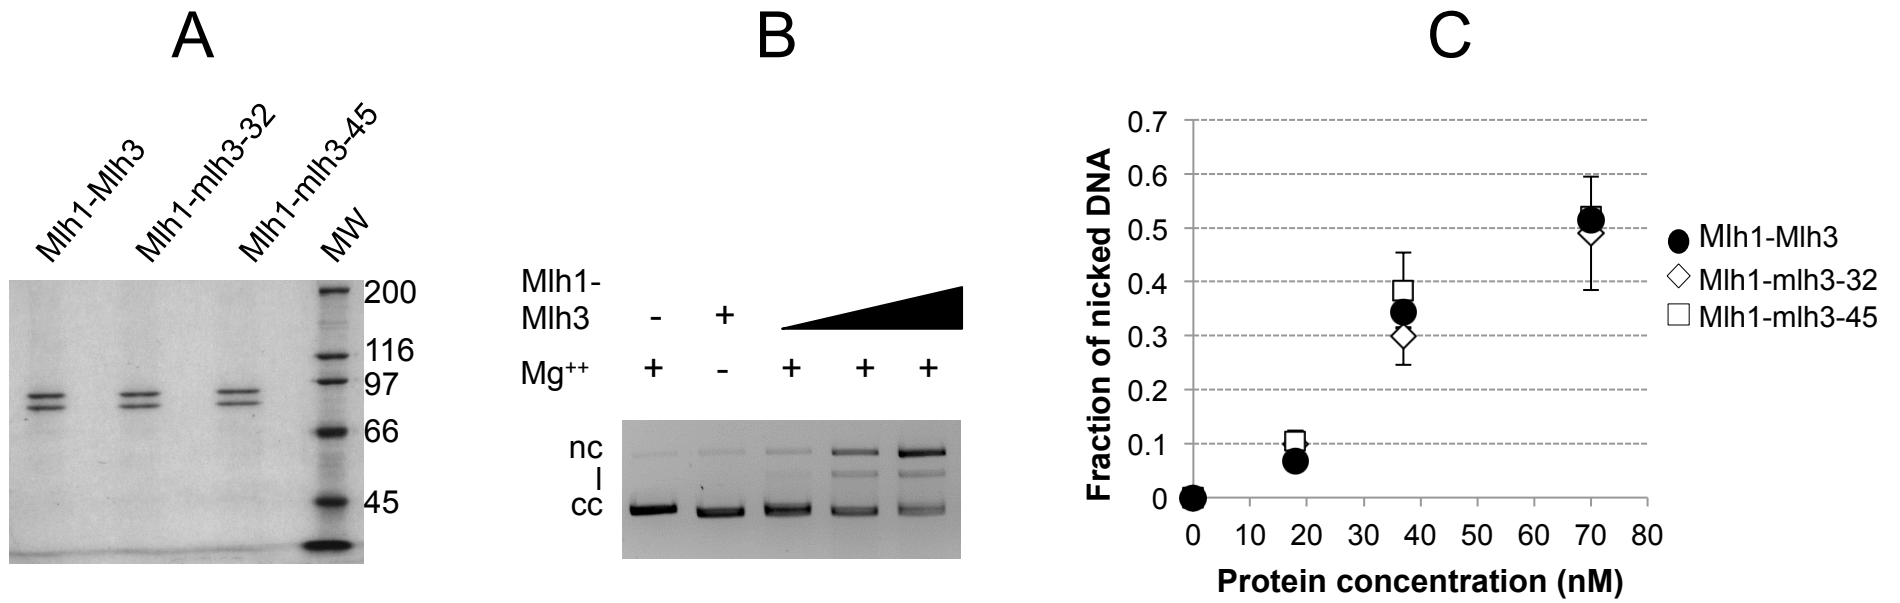 A
Mlh1-Mlh3
Mlh1-mlh3-32
Mlh1-mlh3-45
MW
200
116
97
66
45
B
Mlh1-
Mlh3 - +
Mg++ + - + + +
nc
l
cc
C
Fraction of nicked DNA
0.7
0.6
0.5
0.4
0.3
0.2
0.1
0
0 10 20 30 40 50 60 70 80
Protein concentration (nM)
Mlh1-Mlh3
Mlh1-mlh3-32
Mlh1-mlh3-45